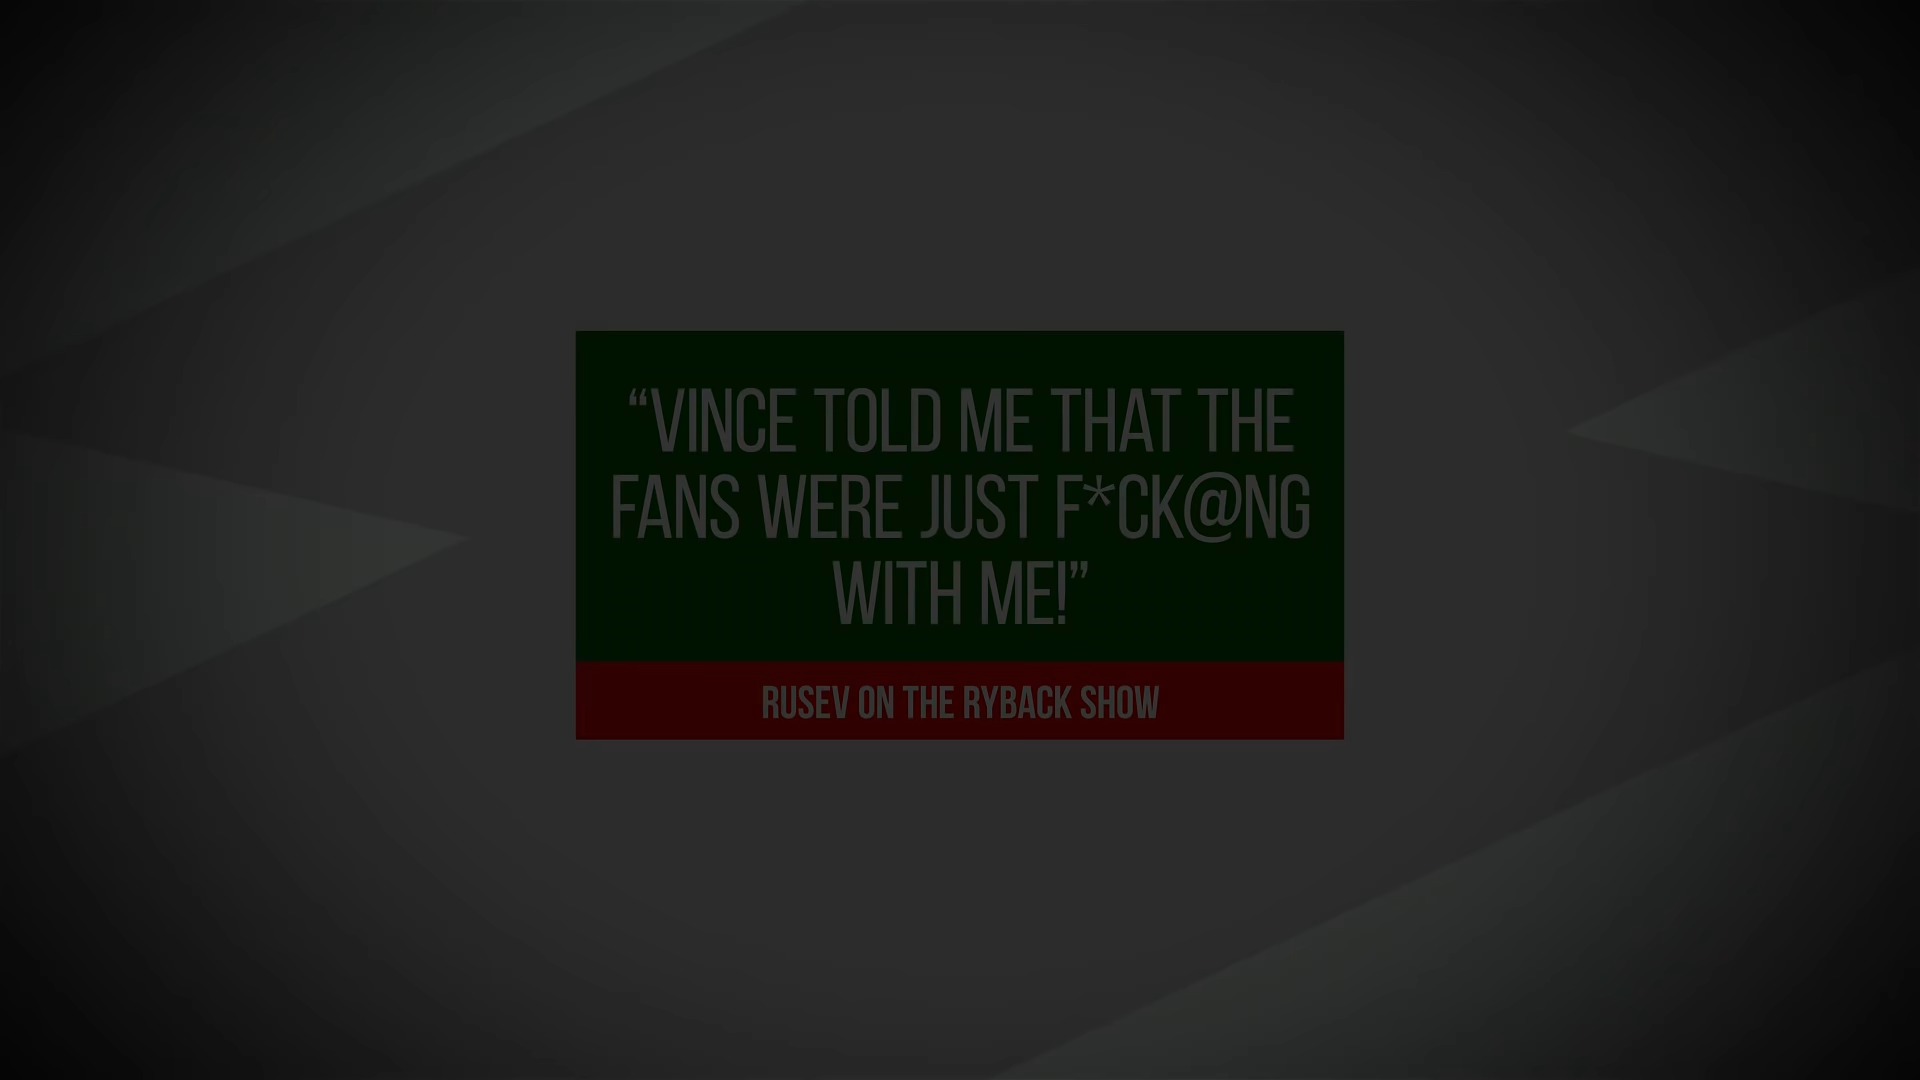 “VINCE TOLD ME THAT THE
FANS WERE JUST F*CK@NG
WITH ME!”
RUSEV ON THE RYBACK SHOW